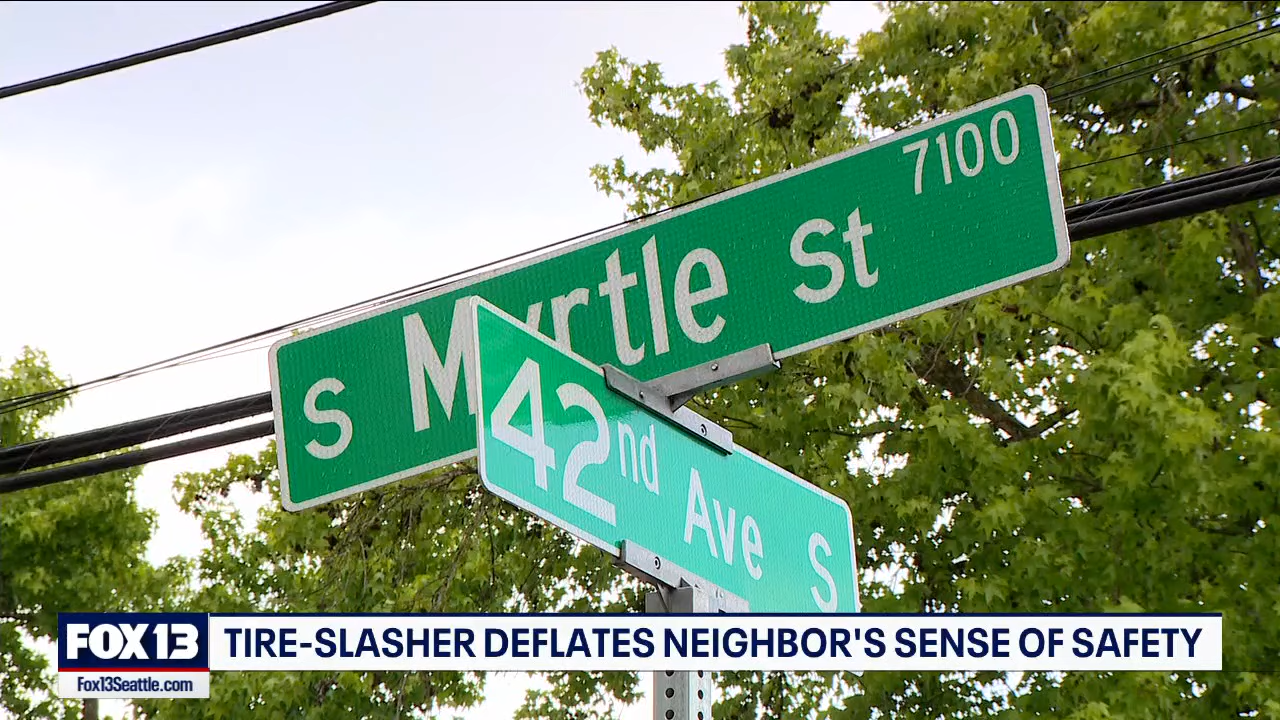 7100
S Myrtle St
42nd Ave S
FOX 13
TIRE-SLASHER DEFLATES NEIGHBOR'S SENSE OF SAFETY
Fox13Seattle.com